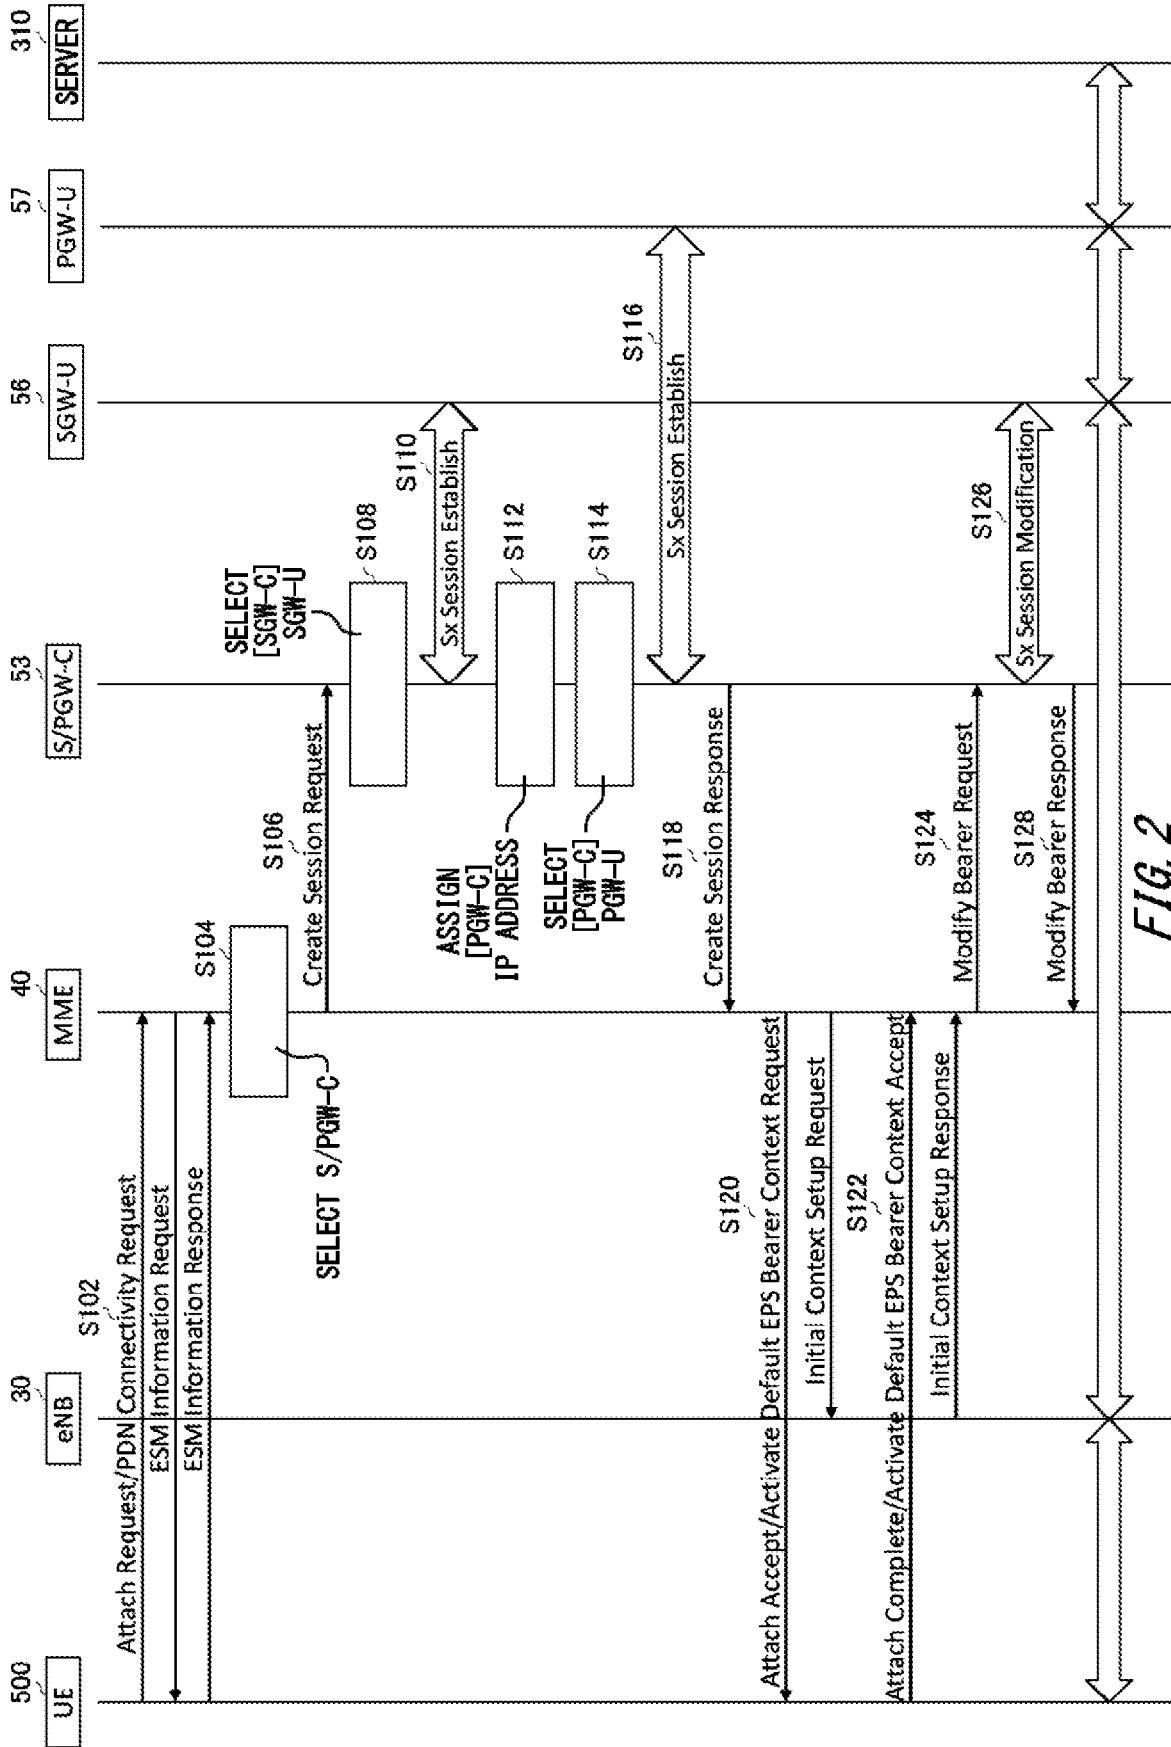 500
UE
30
eNB
40
MME
53
S/PGW-C
56
SGW-U
57
PGW-U
310
SERVER
S102
Attach Request/PDN Connectivity Request
ESM Information Request
ESM Information Response
S104
SELECT S/PGW-C
S106
Create Session Request
SELECT
[SGW-C]
SGW-U
S108
S110
Sx Session Establish
ASSIGN
[PGW-C]
IP ADDRESS
S112
SELECT
[PGW-C]
PGW-U
S114
S116
Sx Session Establish
S118
Create Session Response
S120
Attach Accept/Activate Default EPS Bearer Context Request
Initial Context Setup Request
S122
Attach Complete/Activate Default EPS Bearer Context Accept
Initial Context Setup Response
S124
Modify Bearer Request
S126
Sx Session Modification
S128
Modify Bearer Response
FIG. 2